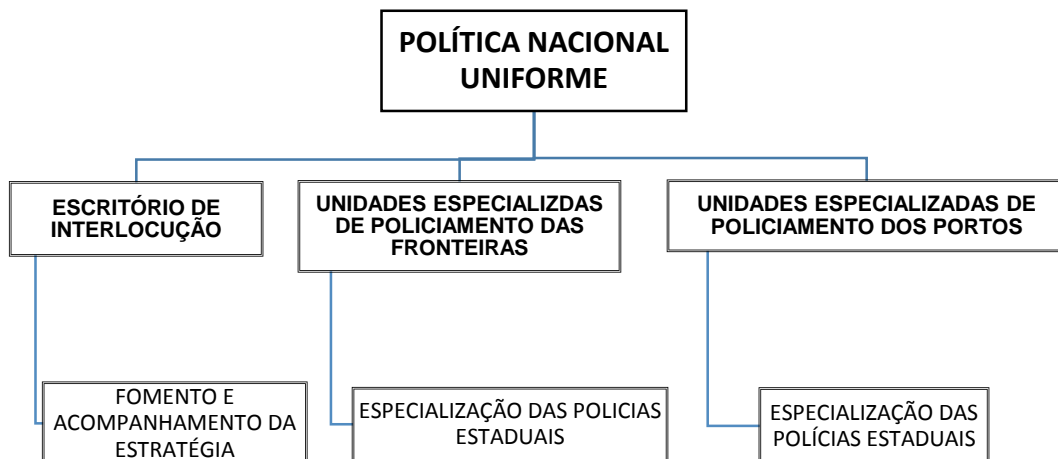 POLÍTICA NACIONAL
UNIFORME
ESCRITÓRIO DE
INTERLOCUÇÃO
UNIDADES ESPECIALIZDAS
DE POLICIAMENTO DAS
FRONTEIRAS
UNIDADES ESPECIALIZADAS DE
POLICIAMENTO DOS PORTOS
FOMENTO E
ACOMPANHAMENTO DA
ESTRATÉGIA
ESPECIALIZAÇÃO DAS POLICIAS
ESTADUAIS
ESPECIALIZAÇÃO DAS
POLÍCIAS ESTADUAIS